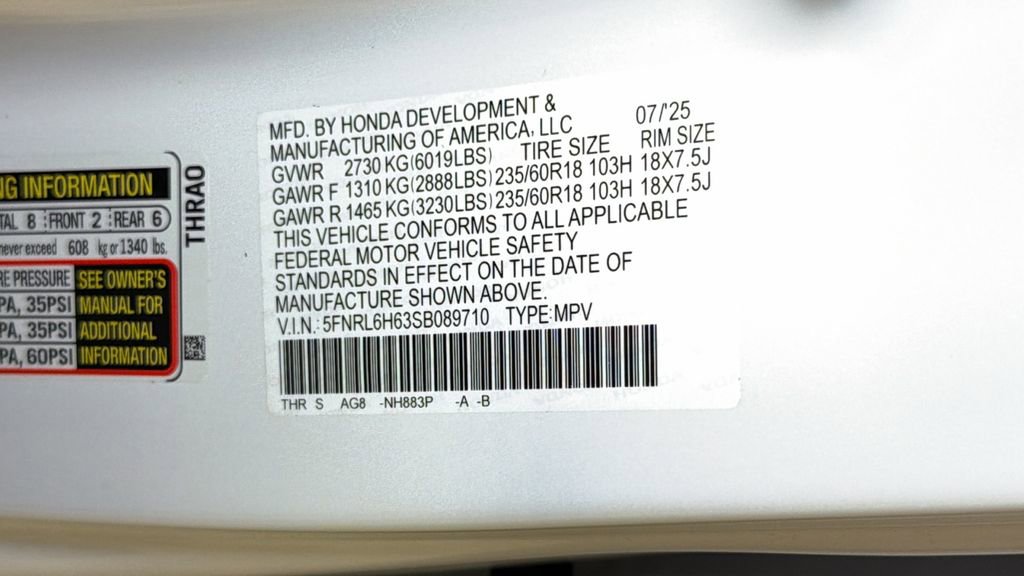 NG INFORMATION
TAL 8 FRONT 2 REAR 6
never exceed 608 kg or 1340 lbs.
RE PRESSURE SEE OWNER'S
PA, 35PSI MANUAL FOR
PA, 35PSI ADDITIONAL
PA, 60PSI INFORMATION
THRAO
MFD. BY HONDA DEVELOPMENT &
MANUFACTURING OF AMERICA, LLC 07/'25
GVWR 2730 KG(6019LBS) TIRE SIZE RIM SIZE
GAWR F 1310 KG(2888LBS) 235/60R18 103H 18X7.5J
GAWR R 1465 KG(3230LBS) 235/60R18 103H 18X7.5J
THIS VEHICLE CONFORMS TO ALL APPLICABLE
FEDERAL MOTOR VEHICLE SAFETY
STANDARDS IN EFFECT ON THE DATE OF
MANUFACTURE SHOWN ABOVE.
V.I.N.: 5FNRL6H63SB089710 TYPE:MPV
THR S AG8 -NH883P -A -B